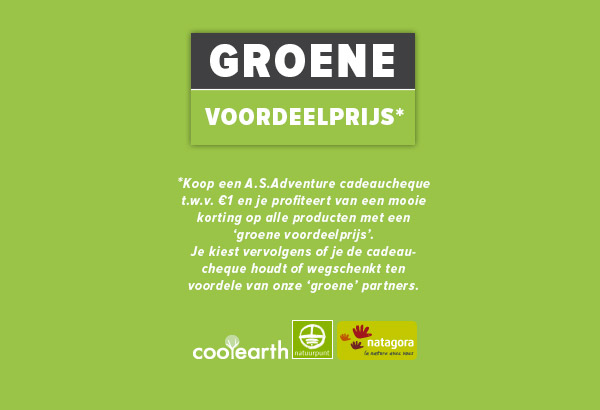 GROENE
VOORDEELPRIJS*
*Koop een A.S.Adventure cadeaucheque
t.w.v. €1 en je profiteert van een mooie
korting op alle producten met een
‘groene voordeelprijs’.
Je kiest vervolgens of je de cadeau-
cheque houdt of wegschenkt ten
voordele van onze ‘groene’ partners.
coolearth
natuurpunt
natagora
la nature avec vous